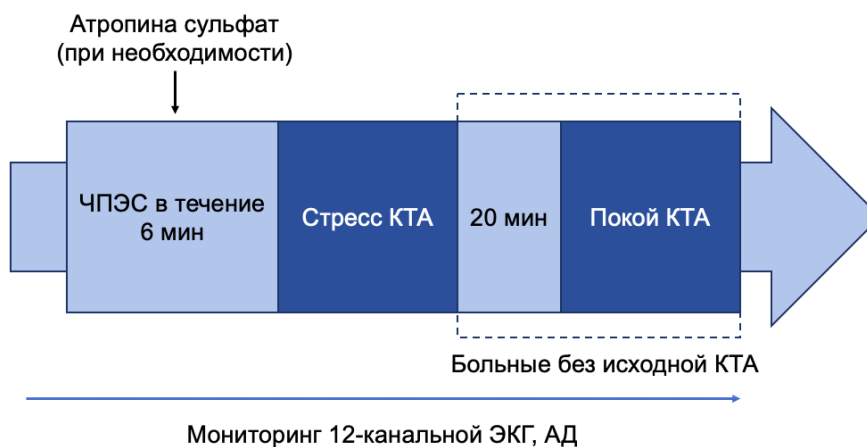 Атропина сульфат
(при необходимости)
ЧПЭС в течение
6 мин
Стресс КТА
20 мин
Покой КТА
Больные без исходной КТА
Мониторинг 12-канальной ЭКГ, АД